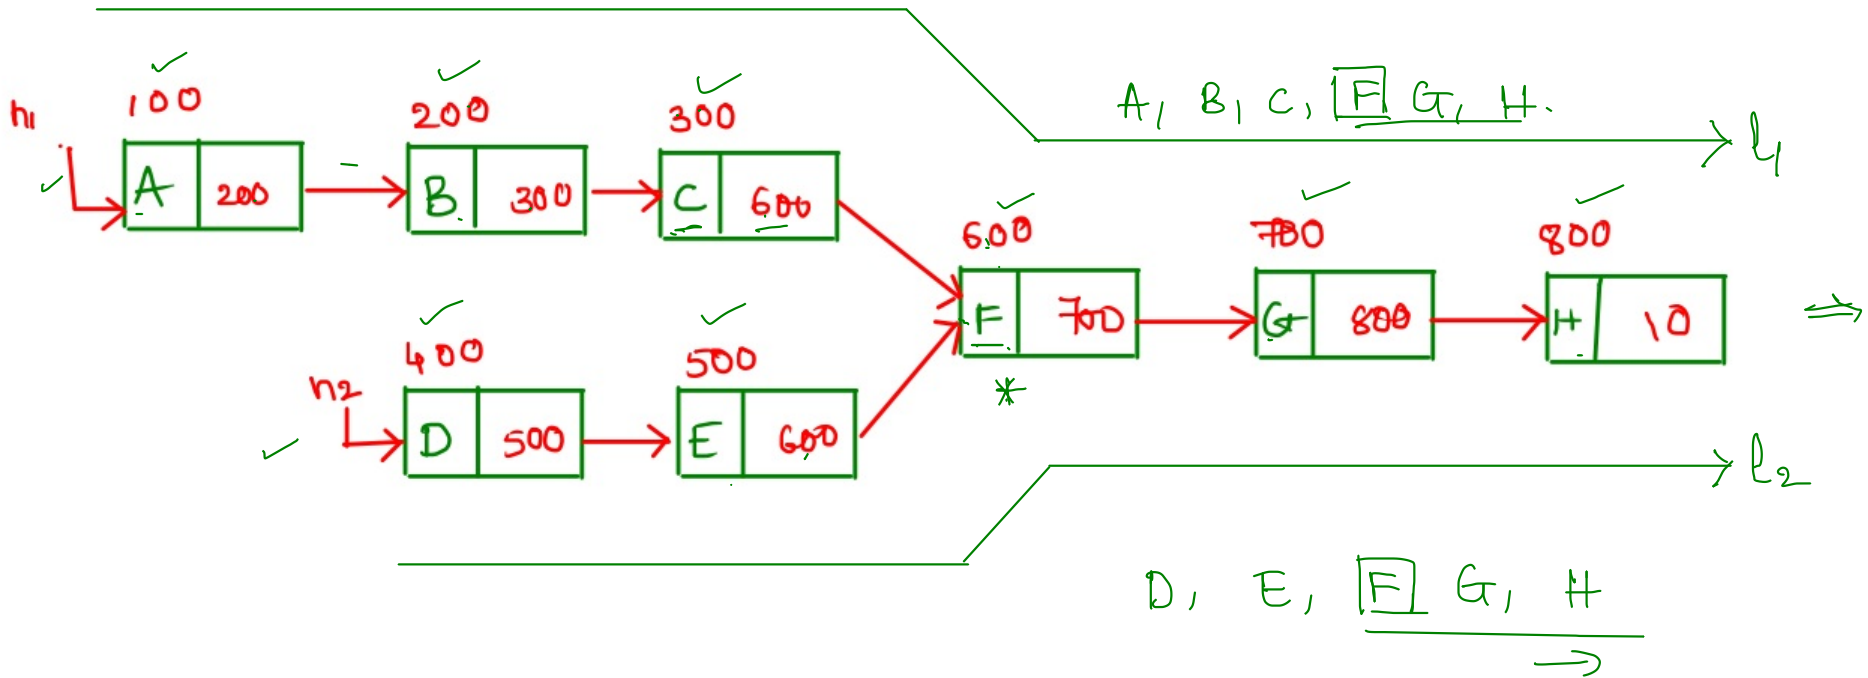 A, B, C, F G, H.
l1
h1
100 200 300
A 200 B 300 C 600
600 700 800
F 700 G 800 H 10
*
h2
400 500
D 500 E 600
l2
D, E, F G, H